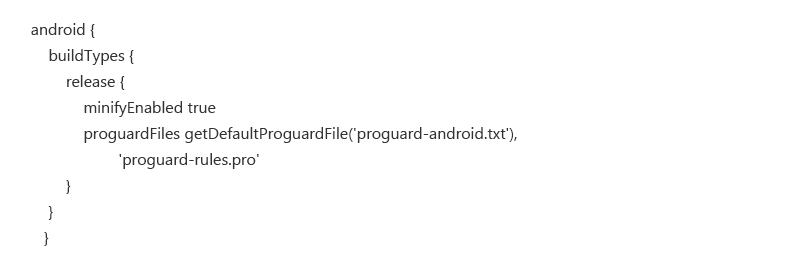 android {
buildTypes {
release {
minifyEnabled true
proguardFiles getDefaultProguardFile('proguard-android.txt'),
'proguard-rules.pro'
}
}
}